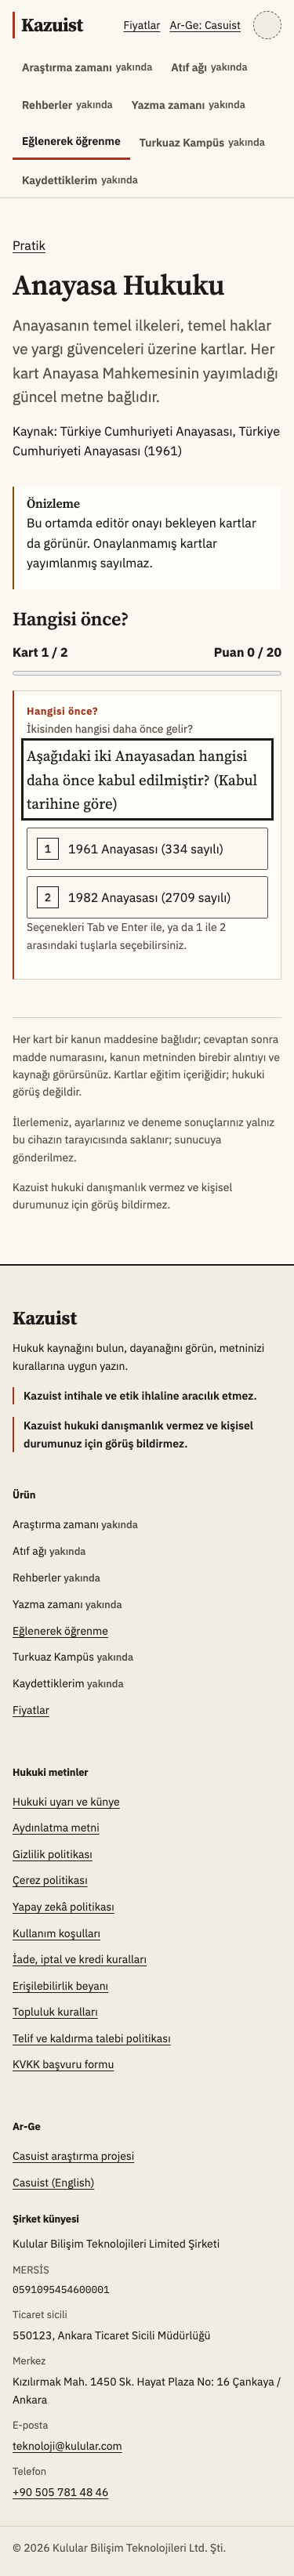 Kazuist
Fiyatlar Ar-Ge: Casuist
Araştırma zamanı yakında Atıf ağı yakında
Rehberler yakında Yazma zamanı yakında
Eğlenerek öğrenme Turkuaz Kampüs yakında
Kaydettiklerim yakında
Pratik
Anayasa Hukuku
Anayasanın temel ilkeleri, temel haklar
ve yargı güvenceleri üzerine kartlar. Her
kart Anayasa Mahkemesinin yayımladığı
güncel metne bağlıdır.
Kaynak: Türkiye Cumhuriyeti Anayasası, Türkiye
Cumhuriyeti Anayasası (1961)
Önizleme
Bu ortamda editör onayı bekleyen kartlar
da görünür. Onaylanmamış kartlar
yayımlanmış sayılmaz.
Hangisi önce?
Kart 1 / 2 Puan 0 / 20
Hangisi önce?
İkisinden hangisi daha önce gelir?
Aşağıdaki iki Anayasadan hangisi
daha önce kabul edilmiştir? (Kabul
tarihine göre)
1 1961 Anayasası (334 sayılı)
2 1982 Anayasası (2709 sayılı)
Seçenekleri Tab ve Enter ile, ya da 1 ile 2
arasındaki tuşlarla seçebilirsiniz.
Her kart bir kanun maddesine bağlıdır; cevaptan sonra
madde numarasını, kanun metninden birebir alıntıyı ve
kaynağı görürsünüz. Kartlar eğitim içeriğidir; hukuki
görüş değildir.
İlerlemeniz, ayarlarınız ve deneme sonuçlarınız yalnız
bu cihazın tarayıcısında saklanır; sunucuya
gönderilmez.
Kazuist hukuki danışmanlık vermez ve kişisel
durumunuz için görüş bildirmez.
Kazuist
Hukuk kaynağını bulun, dayanağını görün, metninizi
kurallarına uygun yazın.
Kazuist intihale ve etik ihlaline aracılık etmez.
Kazuist hukuki danışmanlık vermez ve kişisel
durumunuz için görüş bildirmez.
Ürün
Araştırma zamanı yakında
Atıf ağı yakında
Rehberler yakında
Yazma zamanı yakında
Eğlenerek öğrenme
Turkuaz Kampüs yakında
Kaydettiklerim yakında
Fiyatlar
Hukuki metinler
Hukuki uyarı ve künye
Aydınlatma metni
Gizlilik politikası
Çerez politikası
Yapay zekâ politikası
Kullanım koşulları
İade, iptal ve kredi kuralları
Erişilebilirlik beyanı
Topluluk kuralları
Telif ve kaldırma talebi politikası
KVKK başvuru formu
Ar-Ge
Casuist araştırma projesi
Casuist (English)
Şirket künyesi
Kulular Bilişim Teknolojileri Limited Şirketi
MERSİS
0591095454600001
Ticaret sicili
550123, Ankara Ticaret Sicili Müdürlüğü
Merkez
Kızılırmak Mah. 1450 Sk. Hayat Plaza No: 16 Çankaya /
Ankara
E-posta
teknoloji@kulular.com
Telefon
+90 505 781 48 46
© 2026 Kulular Bilişim Teknolojileri Ltd. Şti.